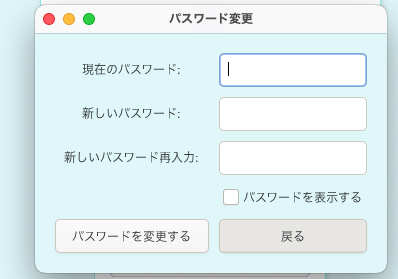 パスワード変更
現在のパスワード:
新しいパスワード:
新しいパスワード再入力:
パスワードを表示する
パスワードを変更する
戻る